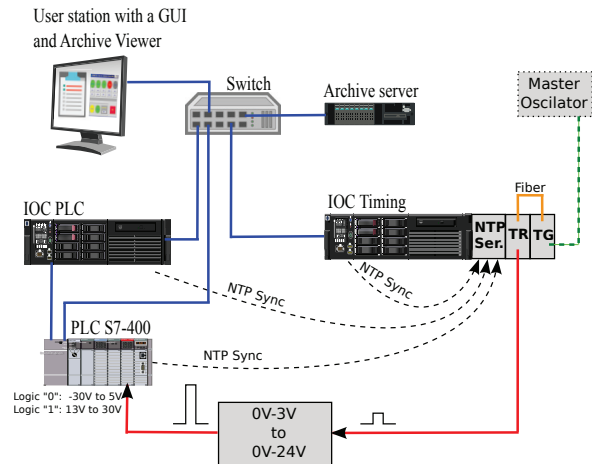 User station with a GUI
and Archive Viewer
Switch
Archive server
Master
Oscilator
IOC PLC
IOC Timing
Fiber
NTP
Ser.
TR
TG
NTP Sync
NTP Sync
PLC S7-400
NTP Sync
Logic "0": -30V to 5V
Logic "1": 13V to 30V
0V-3V
to
0V-24V